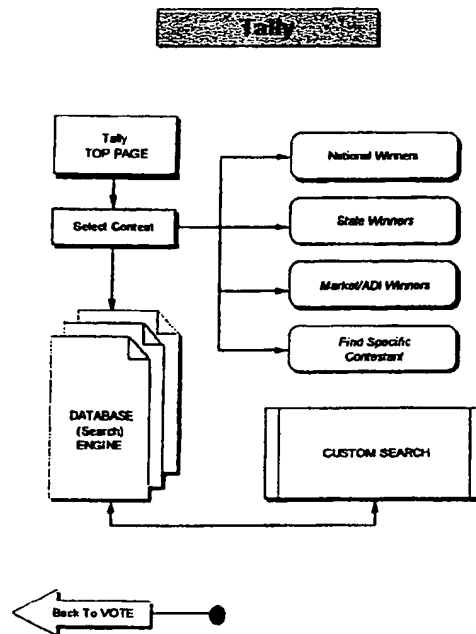 Tally
Tally
TOP PAGE
National Winners
Select Contest
State Winners
Market/ADI Winners
Find Specific
Contestant
DATABASE
(Search)
ENGINE
CUSTOM SEARCH
Back To VOTE